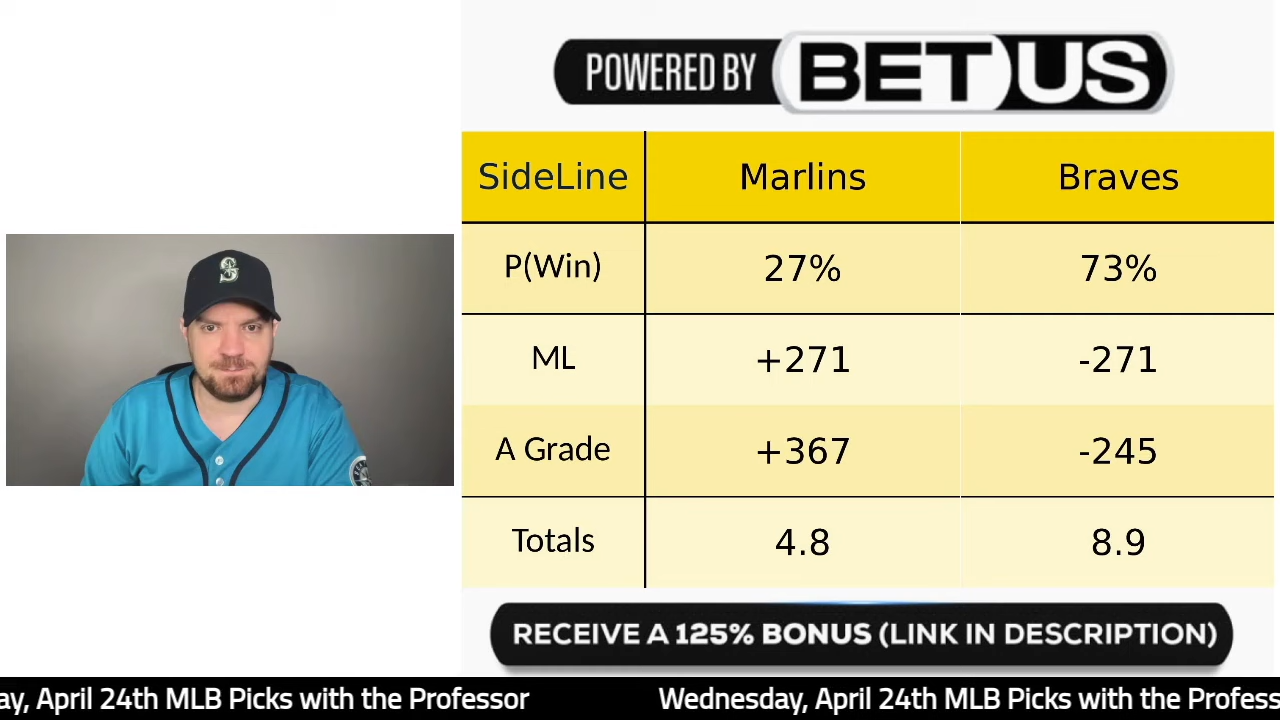 POWERED BY BETUS
SideLine Marlins Braves
P(Win) 27% 73%
ML +271 -271
A Grade +367 -245
Totals 4.8 8.9
RECEIVE A 125% BONUS (LINK IN DESCRIPTION)
ay, April 24th MLB Picks with the Professor Wednesday, April 24th MLB Picks with the Profess
S